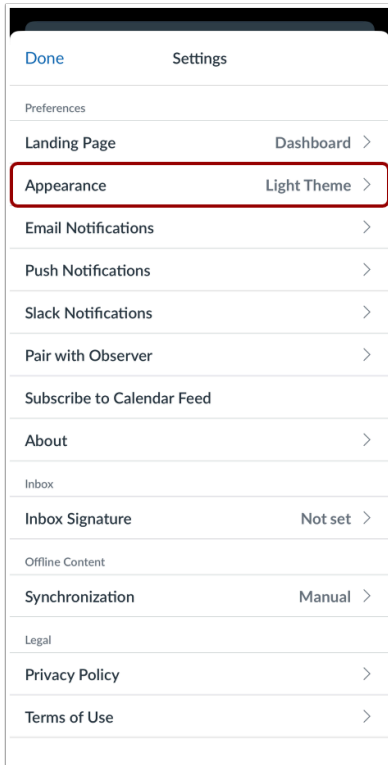 Done Settings
Preferences
Landing Page Dashboard
Appearance Light Theme
Email Notifications
Push Notifications
Slack Notifications
Pair with Observer
Subscribe to Calendar Feed
About
Inbox
Inbox Signature Not set
Offline Content
Synchronization Manual
Legal
Privacy Policy
Terms of Use